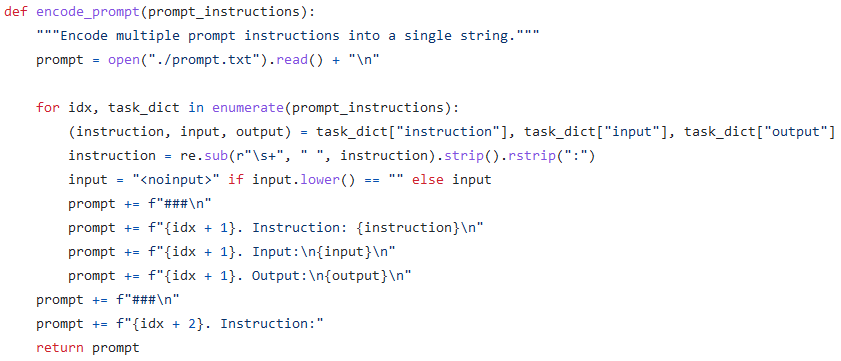 def encode_prompt(prompt_instructions):
    """Encode multiple prompt instructions into a single string."""
    prompt = open("./prompt.txt").read() + "\n"

    for idx, task_dict in enumerate(prompt_instructions):
        (instruction, input, output) = task_dict["instruction"], task_dict["input"], task_dict["output"]
        instruction = re.sub(r"\s+", " ", instruction).strip().rstrip(":")
        input = "<noinput>" if input.lower() == "" else input
        prompt += f"###\n"
        prompt += f"{idx + 1}. Instruction: {instruction}\n"
        prompt += f"{idx + 1}. Input:\n{input}\n"
        prompt += f"{idx + 1}. Output:\n{output}\n"
    prompt += f"###\n"
    prompt += f"{idx + 2}. Instruction:"
    return prompt